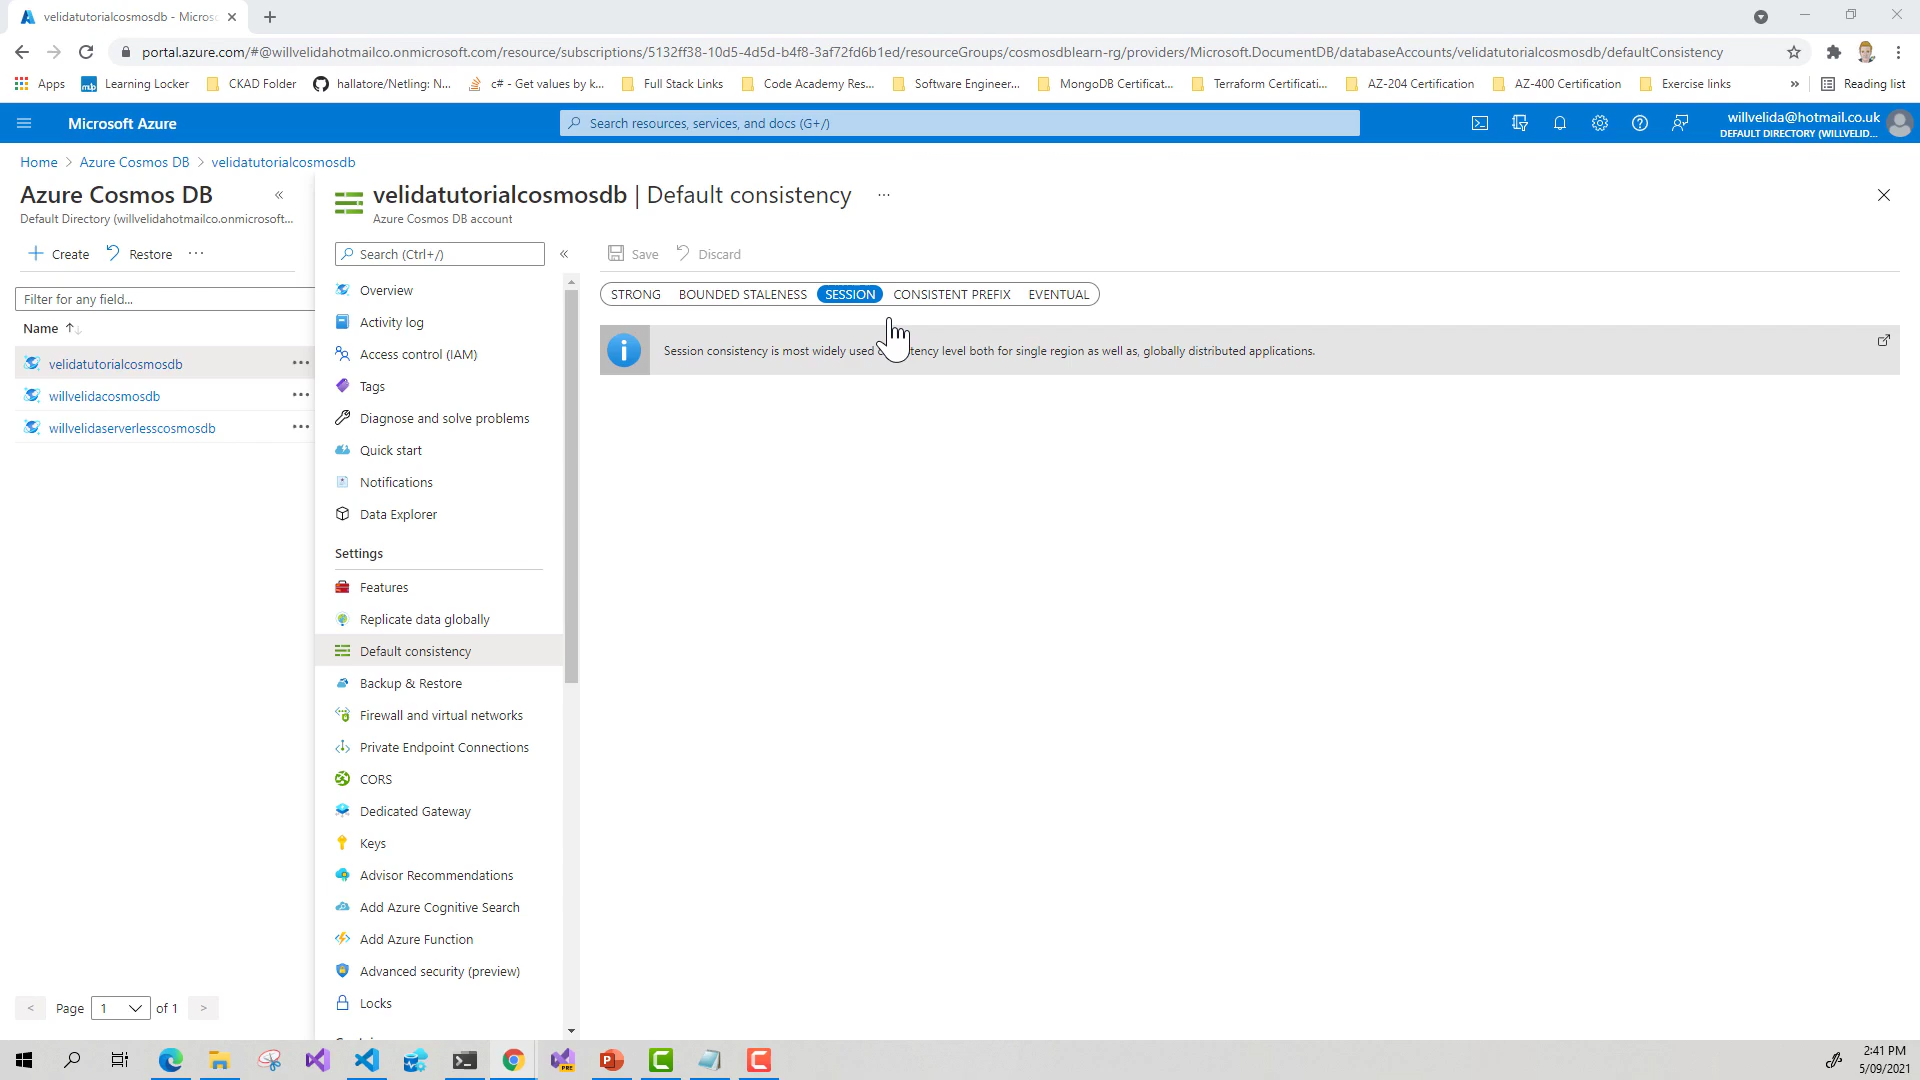 velidatutorialcosmosdb - Micros
portal.azure.com/#@willvelidahotmailco.onmicrosoft.com/resource/subscriptions/5132ff38-10d5-4d5d-b4f8-3af72fd6b1ed/resourceGroups/cosmosdblearn-rg/providers/Microsoft.DocumentDB/databaseAccounts/velidatutorialcosmosdb/defaultConsistency
Apps Learning Locker CKAD Folder hallatore/Netling: N... c# - Get values by k... Full Stack Links Code Academy Res... Software Engineer... MongoDB Certificat... Terraform Certificati... AZ-204 Certification AZ-400 Certification Exercise links » Reading list
Microsoft Azure
Search resources, services, and docs (G+/)
willvelida@hotmail.co.uk
DEFAULT DIRECTORY (WILLVELID...
Home > Azure Cosmos DB > velidatutorialcosmosdb
Azure Cosmos DB «
Default Directory (willvelidahotmailco.onmicrosoft...
+ Create Restore ...
Filter for any field...
Name ↑↓
velidatutorialcosmosdb ...
willvelidacosmosdb ...
willvelidaserverlesscosmosdb ...
< Page 1 of 1 >
velidatutorialcosmosdb | Default consistency ...
Azure Cosmos DB account
Search (Ctrl+/) «
Overview
Activity log
Access control (IAM)
Tags
Diagnose and solve problems
Quick start
Notifications
Data Explorer
Settings
Features
Replicate data globally
Default consistency
Backup & Restore
Firewall and virtual networks
Private Endpoint Connections
CORS
Dedicated Gateway
Keys
Advisor Recommendations
Add Azure Cognitive Search
Add Azure Function
Advanced security (preview)
Locks
Save Discard
STRONG BOUNDED STALENESS SESSION CONSISTENT PREFIX EVENTUAL
Session consistency is most widely used tency level both for single region as well as, globally distributed applications.
2:41 PM
5/09/2021